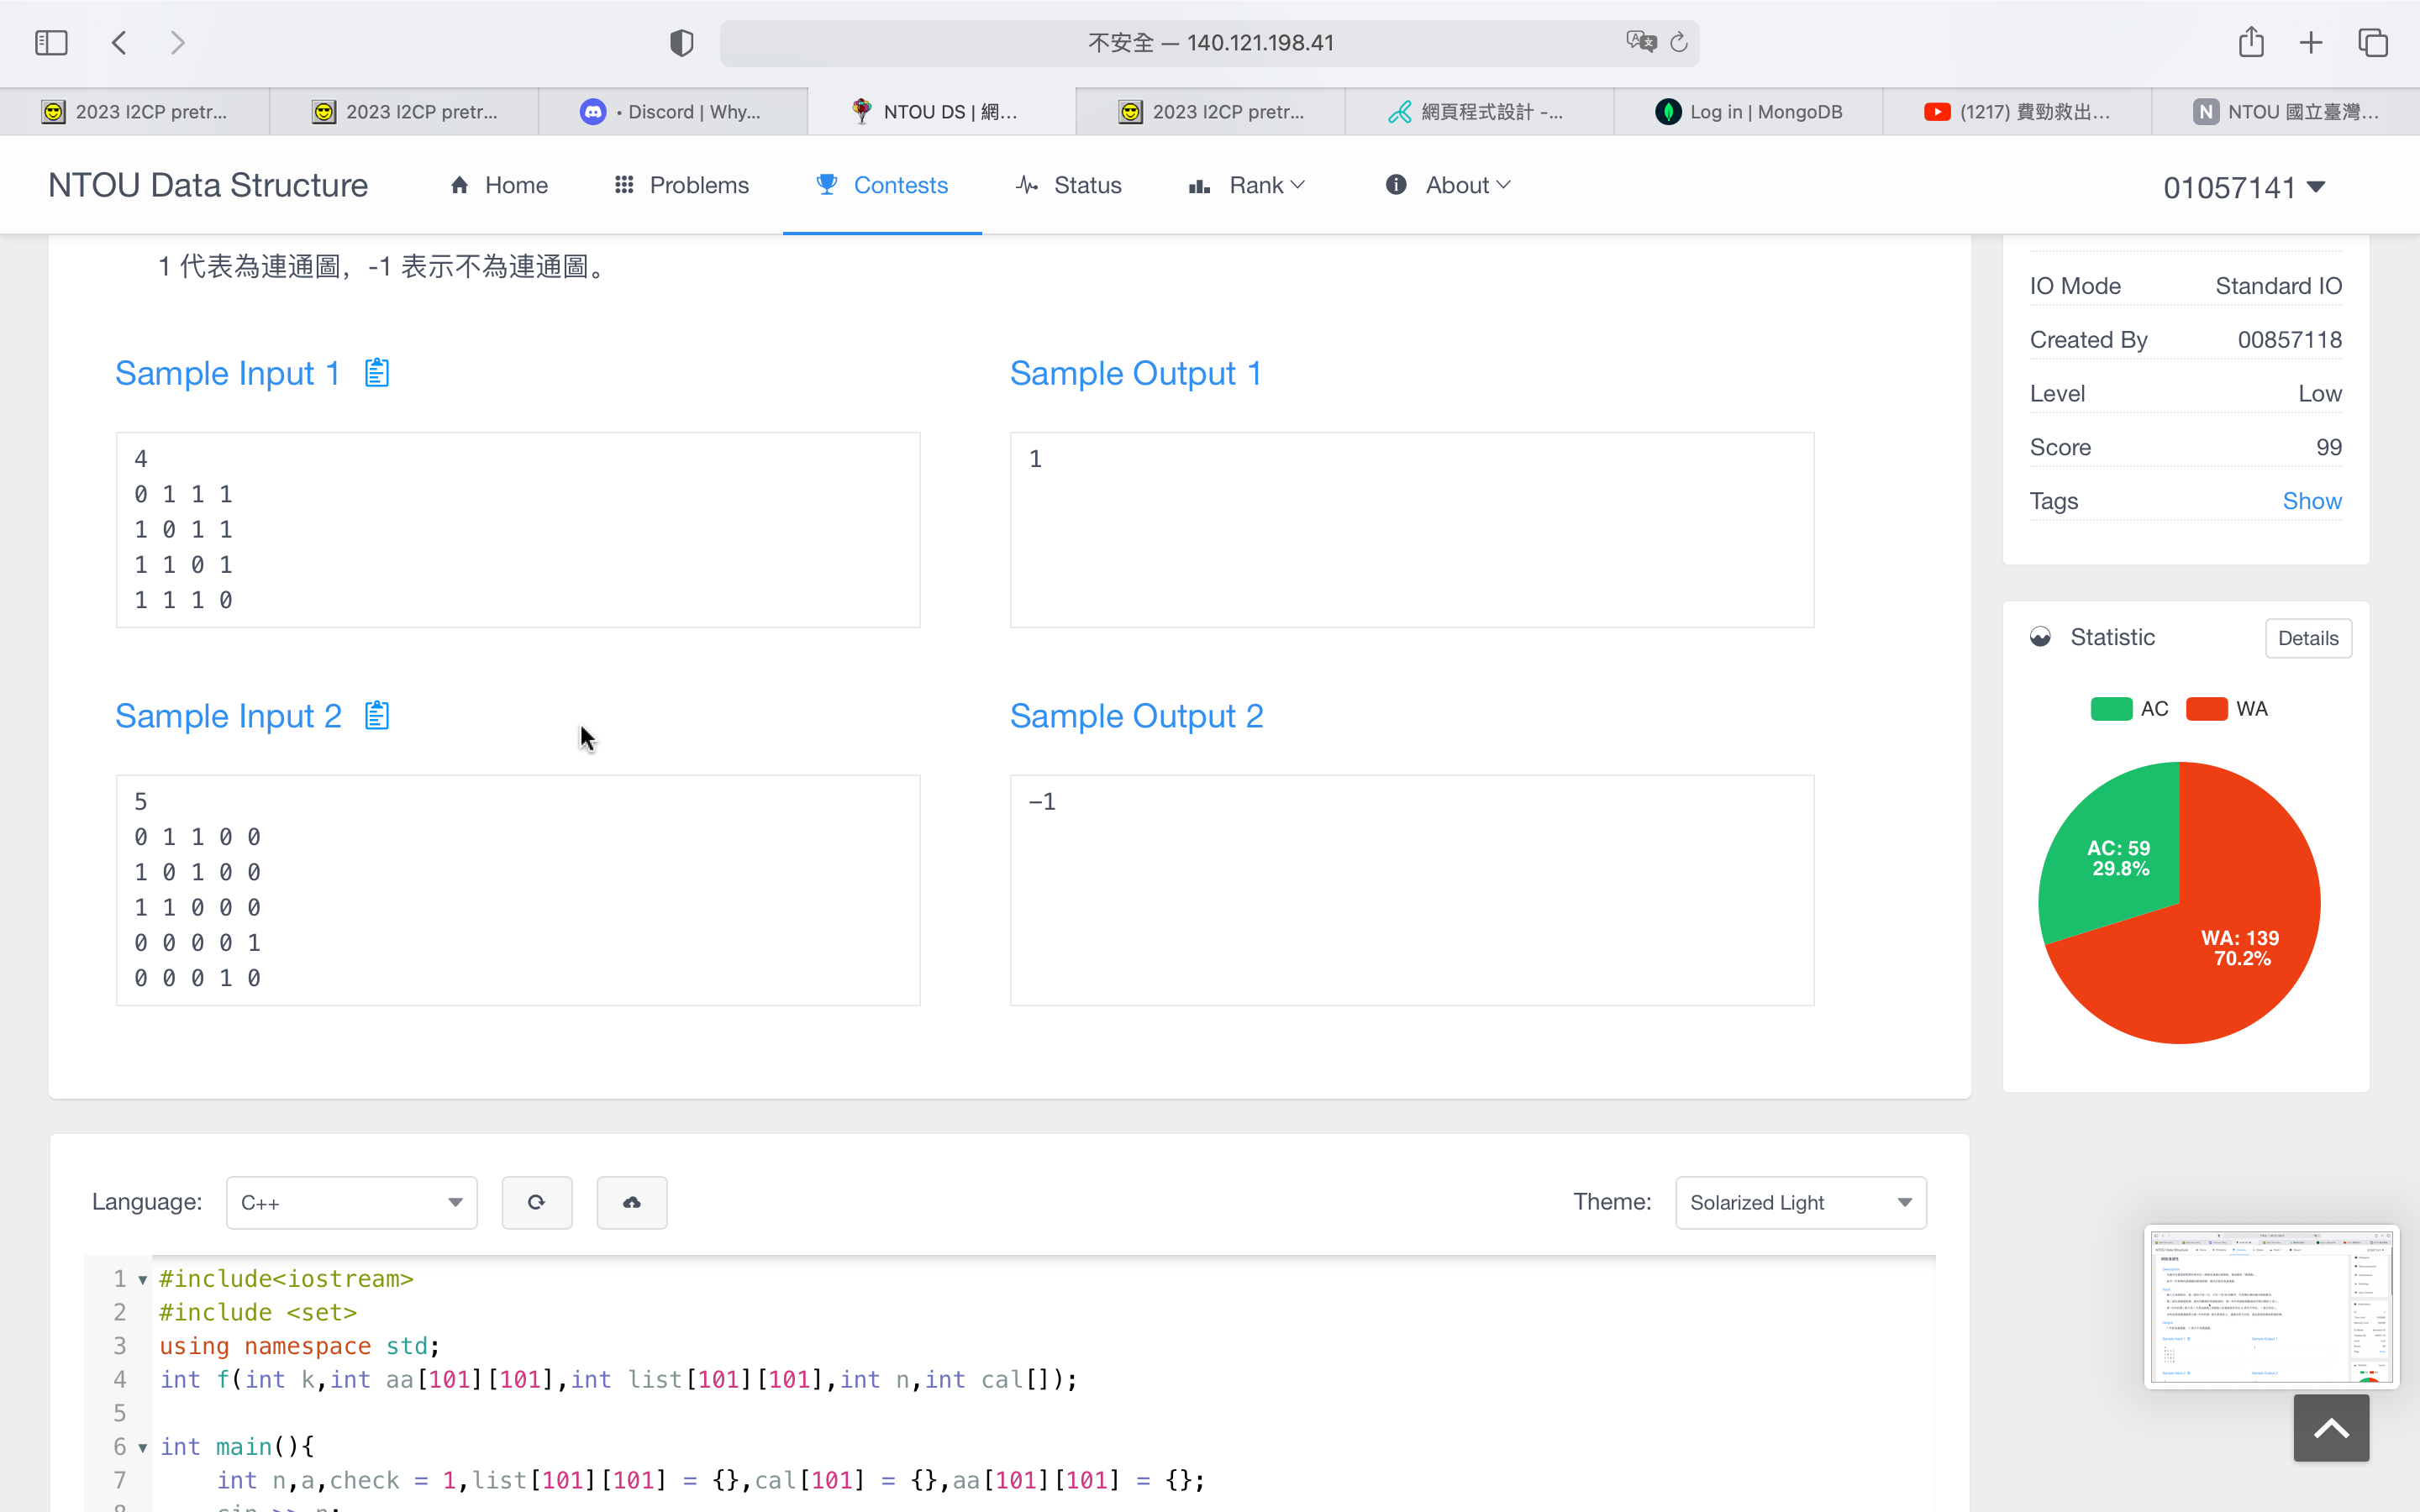 不安全 — 140.121.198.41
2023 I2CP pretr...
2023 I2CP pretr...
• Discord | Why...
NTOU DS | 網...
2023 I2CP pretr...
網頁程式設計 -...
Log in | MongoDB
(1217) 費勁救出...
N NTOU 國立臺灣...
NTOU Data Structure
Home
Problems
Contests
Status
Rank
About
01057141
1 代表為連通圖，-1 表示不為連通圖。
Sample Input 1
Sample Output 1
4
0 1 1 1
1 0 1 1
1 1 0 1
1 1 1 0
1
Sample Input 2
Sample Output 2
5
0 1 1 0 0
1 0 1 0 0
1 1 0 0 0
0 0 0 0 1
0 0 0 1 0
-1
IO Mode Standard IO
Created By 00857118
Level Low
Score 99
Tags Show
Statistic
Details
AC WA
AC: 59
29.8%
WA: 139
70.2%
Language: C++
Theme: Solarized Light
1 #include<iostream>
2 #include <set>
3 using namespace std;
4 int f(int k,int aa[101][101],int list[101][101],int n,int cal[]);
5
6 int main(){
7 int n,a,check = 1,list[101][101] = {},cal[101] = {},aa[101][101] = {};
8 cin >> n;